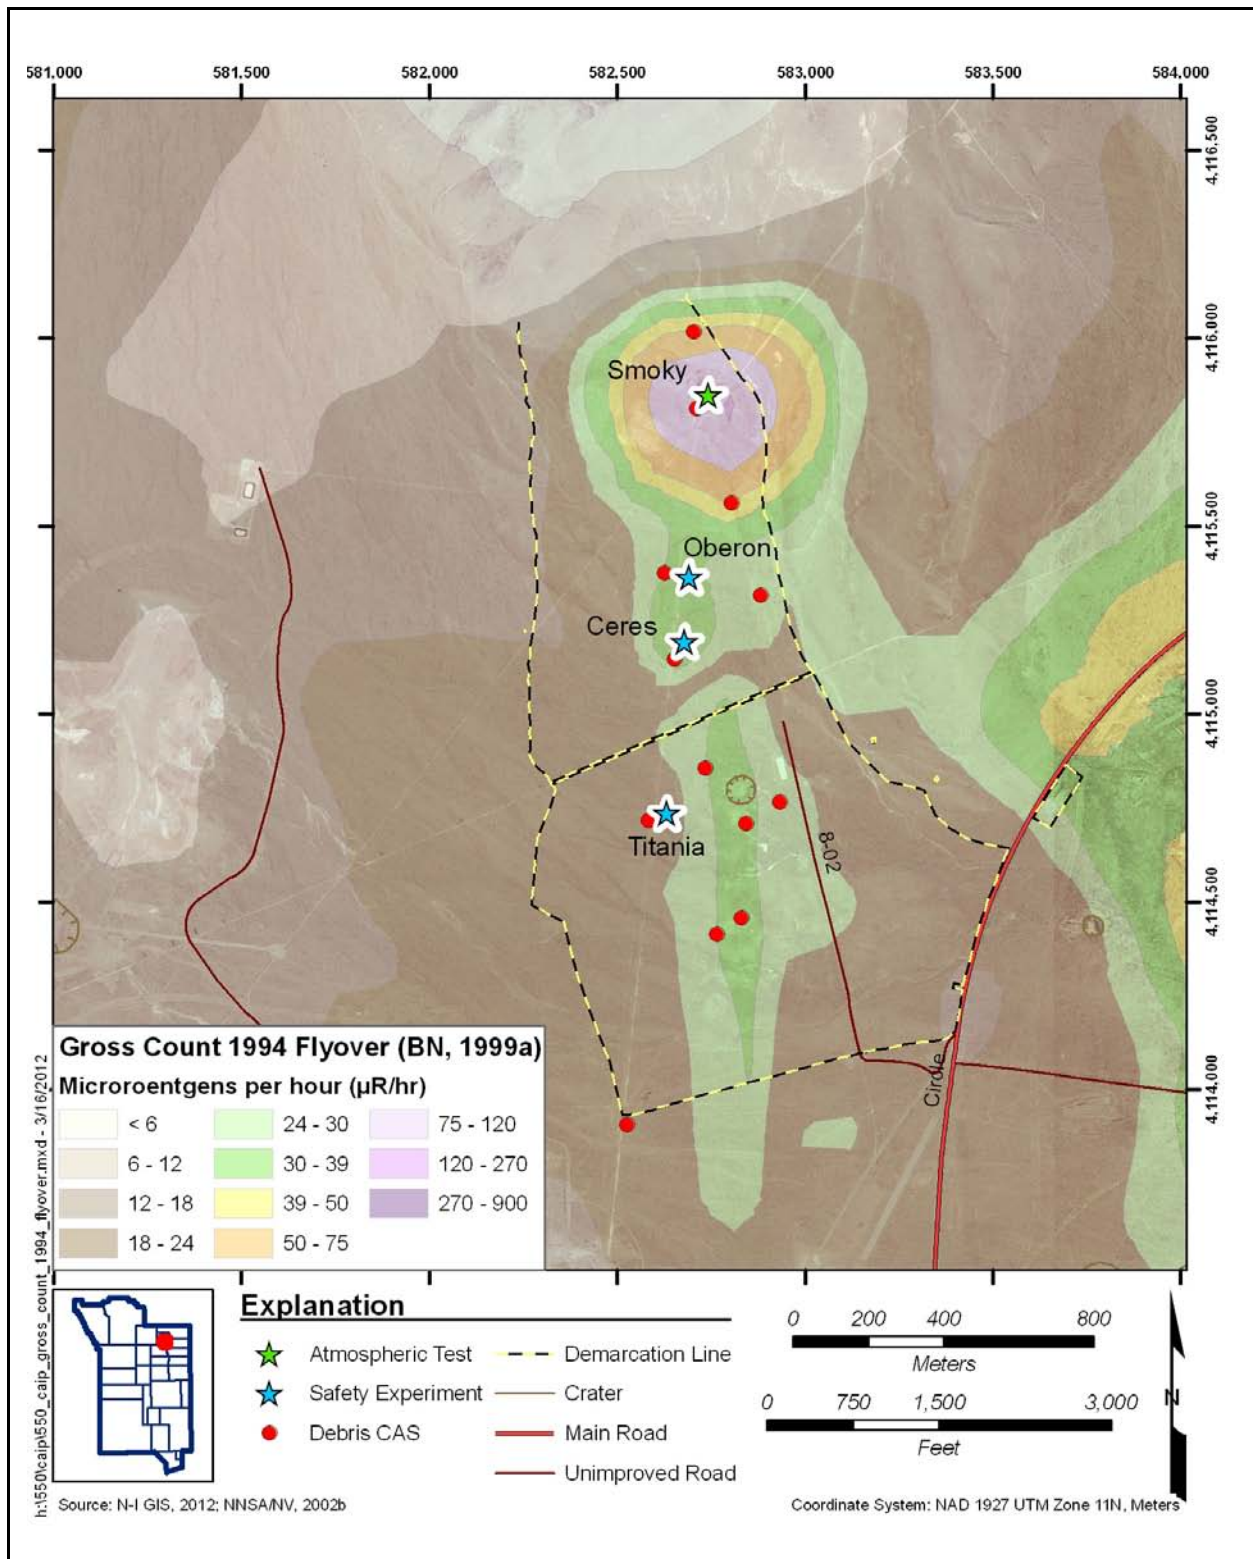 581,000 581,500 582,000 582,500 583,000 583,500 584,000
4,116,500
4,116,000
Smoky
4,115,500
Oberon
Ceres
4,115,000
Titania
8-02
4,114,500
Circle
4,114,000
Gross Count 1994 Flyover (BN, 1999a)
Microroentgens per hour (µR/hr)
< 6 24 - 30 75 - 120
6 - 12 30 - 39 120 - 270
12 - 18 39 - 50 270 - 900
18 - 24 50 - 75
h:\550\caip\550_caip_gross_count_1994_flyover.mxd - 3/16/2012
Explanation
Atmospheric Test Demarcation Line
Safety Experiment Crater
Debris CAS Main Road
Unimproved Road
0 200 400 800
Meters
0 750 1,500 3,000
Feet
N
Source: N-I GIS, 2012; NNSA/NV, 2002b
Coordinate System: NAD 1927 UTM Zone 11N, Meters